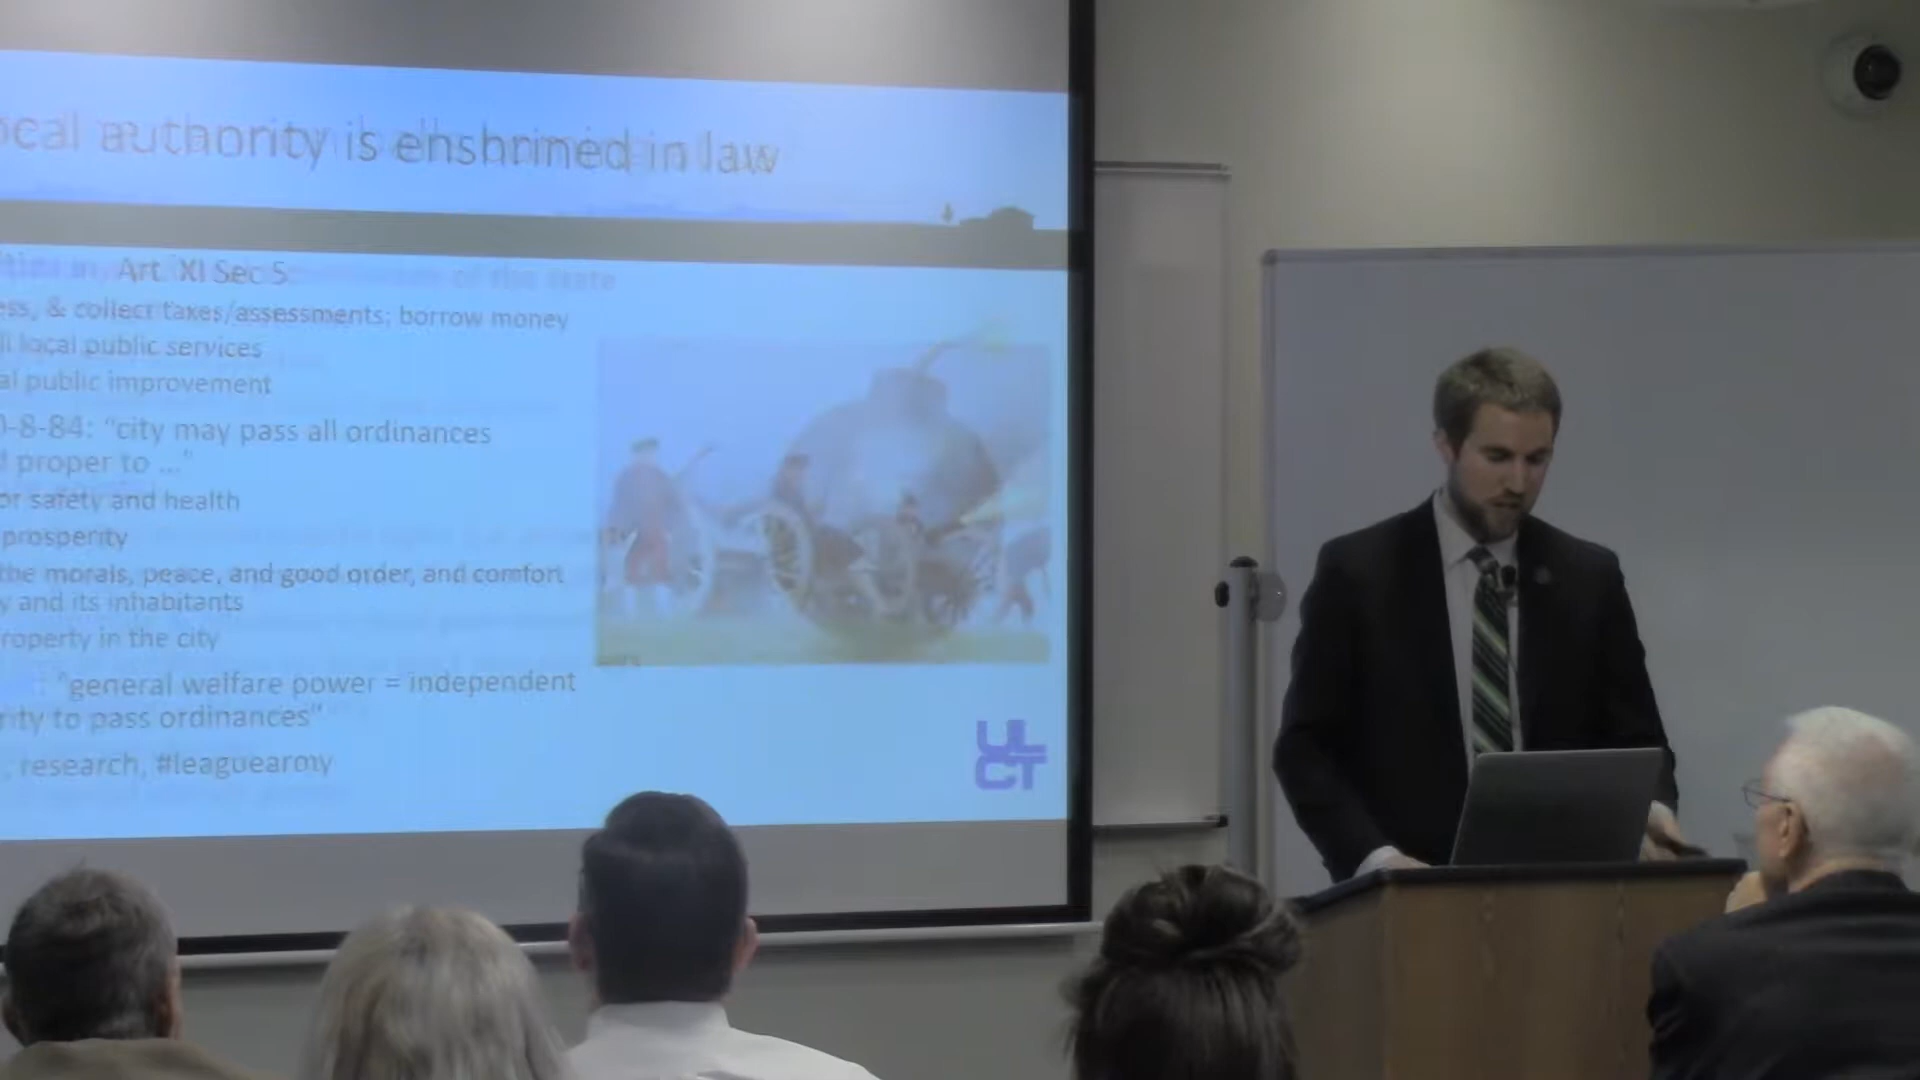 ocal authority is enshrined in law
Art. XI Sec 5:
ess, & collect taxes/assessments; borrow money
ll local public services
al public improvement
0-8-84: "city may pass all ordinances
d proper to ..."
or safety and health
prosperity
the morals, peace, and good order, and comfort
y and its inhabitants
roperty in the city
: "general welfare power = independent
rity to pass ordinances"
, research, #leaguearmy
UL
CT